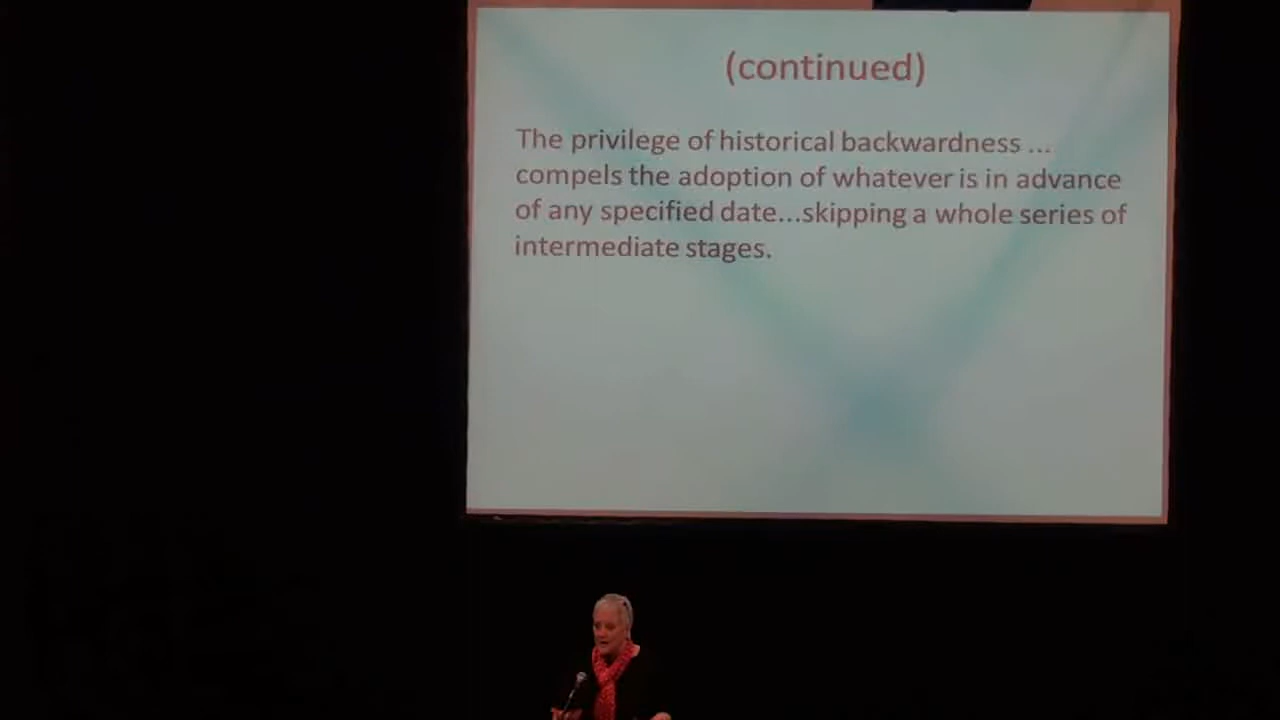 (continued)
The privilege of historical backwardness ...
compels the adoption of whatever is in advance
of any specified date...skipping a whole series of
intermediate stages.